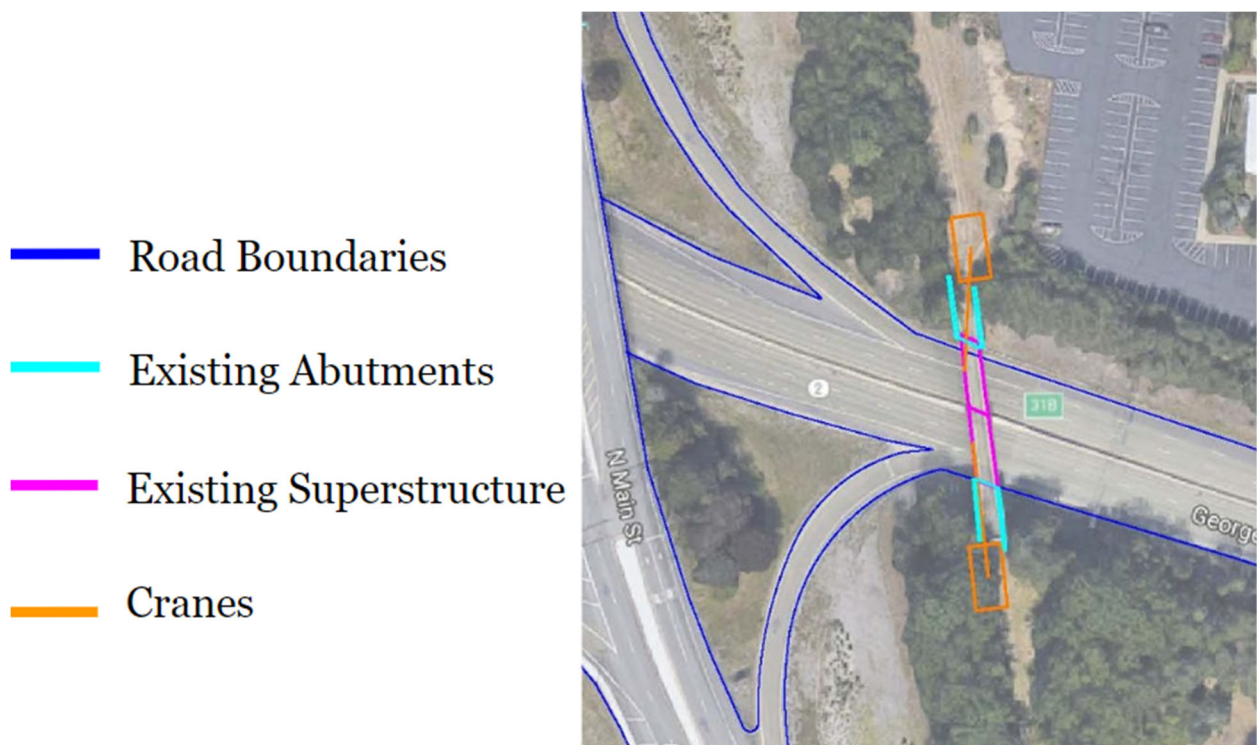 Road Boundaries
Existing Abutments
Existing Superstructure
Cranes
2
31B
N Main St
George